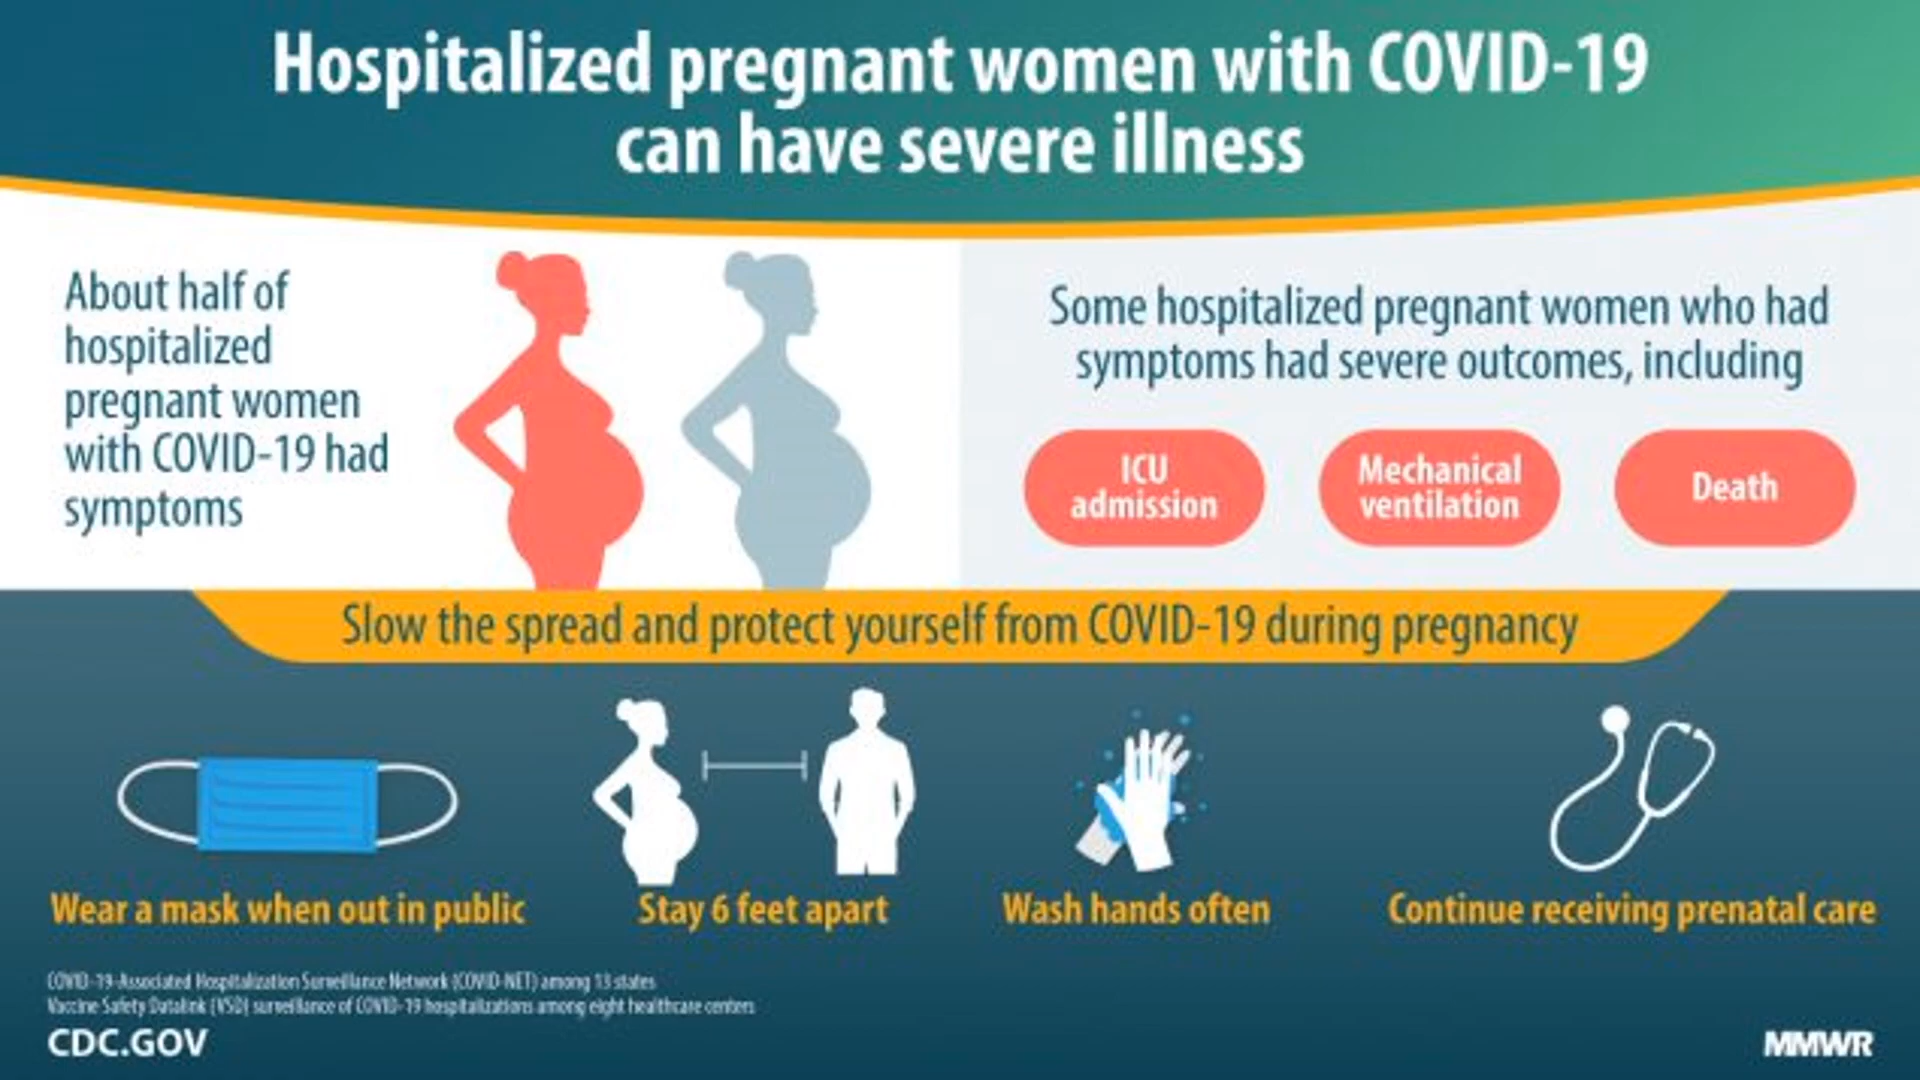 Hospitalized pregnant women with COVID-19
can have severe illness
About half of
hospitalized
pregnant women
with COVID-19 had
symptoms
Some hospitalized pregnant women who had
symptoms had severe outcomes, including
ICU
admission
Mechanical
ventilation
Death
Slow the spread and protect yourself from COVID-19 during pregnancy
Wear a mask when out in public
Stay 6 feet apart
Wash hands often
Continue receiving prenatal care
COVID-19-Associated Hospitalization Surveillance Network (COVID-NET) among 13 states
Vaccine Safety Datalink (VSD) surveillance of COVID-19 hospitalizations among eight healthcare centers
CDC.GOV
MMWR